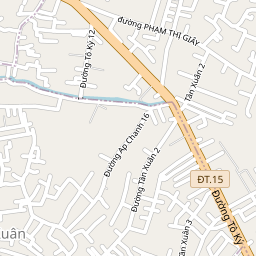 đường PHẠM THỊ GIÂY
Đường Tô Ký 12
Tân Xuân 2
Đường Ấp Chánh 16
Đường Tân Xuân 2
ĐT.15
Đường Tô Ký
Tân Xuân 3
uân